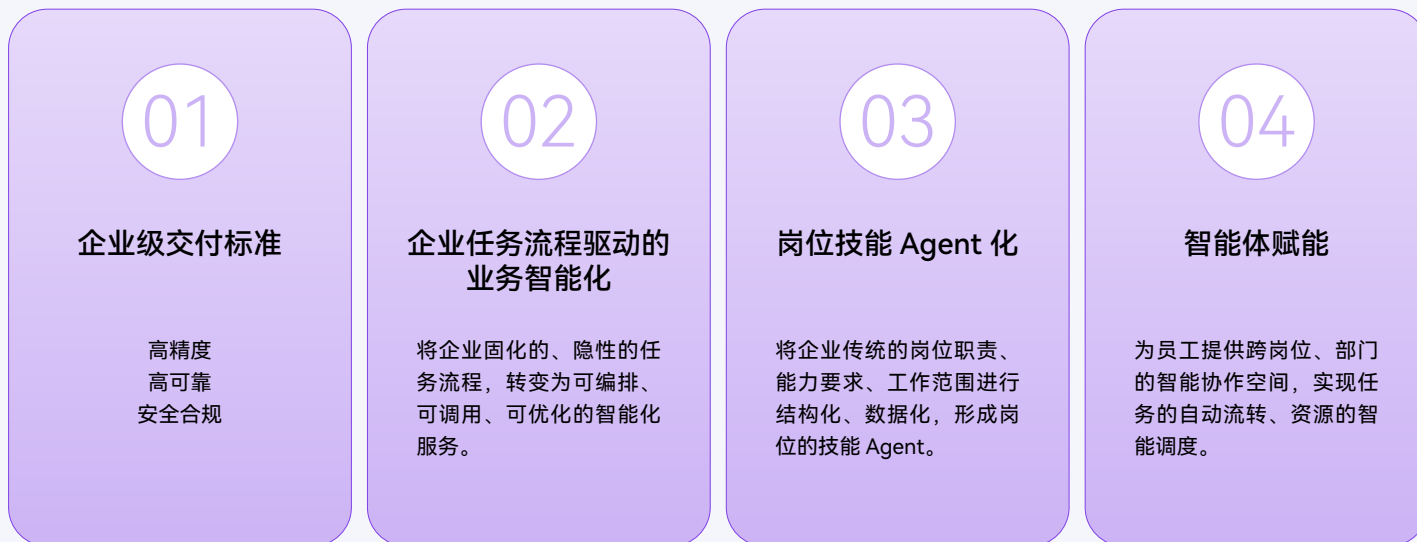 01
企业级交付标准
高精度
高可靠
安全合规
02
企业任务流程驱动的
业务智能化
将企业固化的、隐性的任
务流程，转变为可编排、
可调用、可优化的智能化
服务。
03
岗位技能 Agent 化
将企业传统的岗位职责、
能力要求、工作范围进行
结构化、数据化，形成岗
位的技能 Agent。
04
智能体赋能
为员工提供跨岗位、部门
的智能协作空间，实现任
务的自动流转、资源的智
能调度。